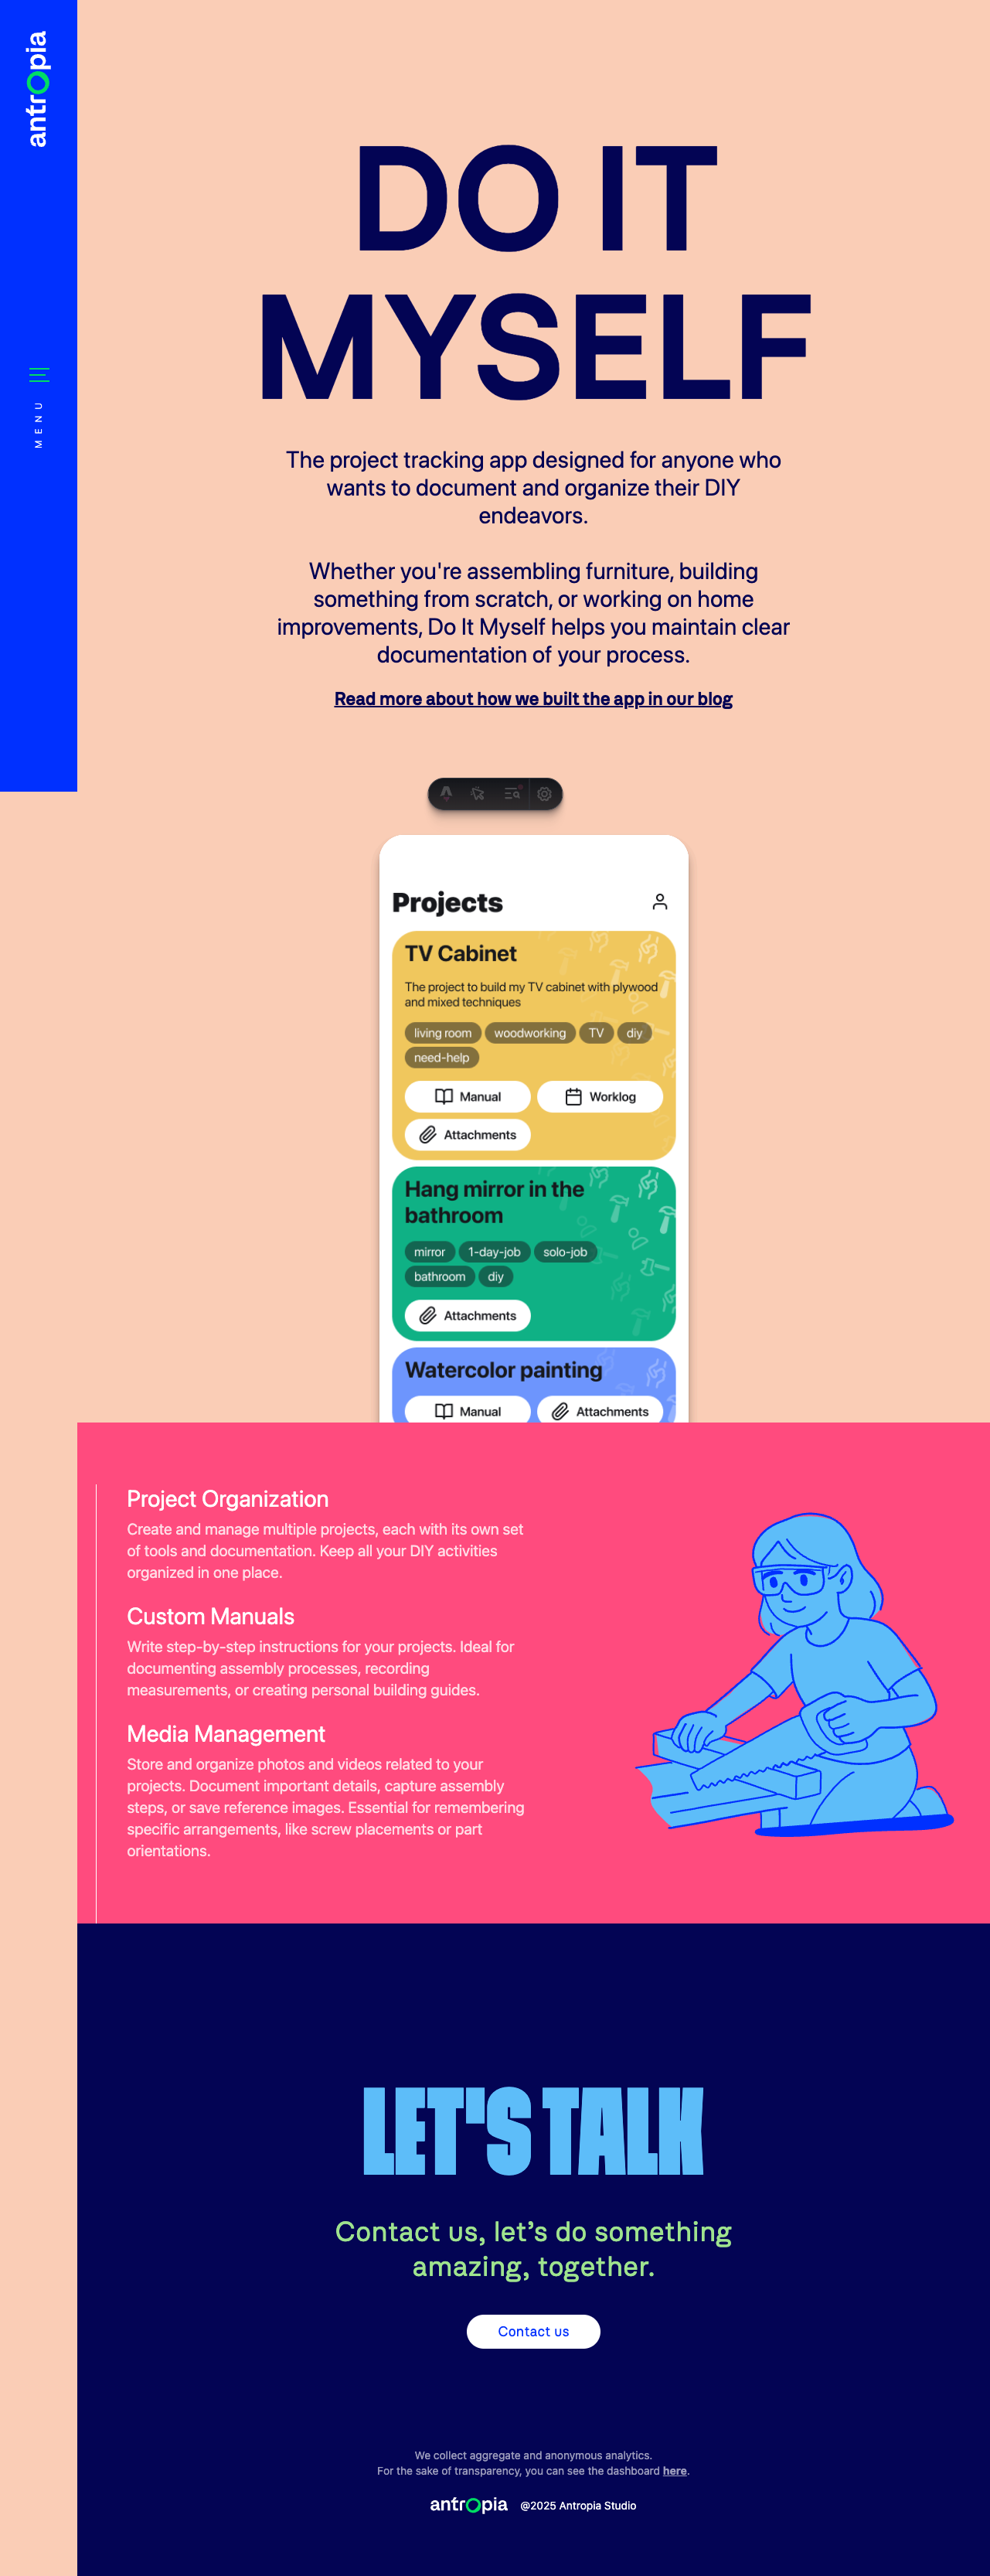 antropia
MENU
DO IT
MYSELF
The project tracking app designed for anyone who
wants to document and organize their DIY
endeavors.
Whether you're assembling furniture, building
something from scratch, or working on home
improvements, Do It Myself helps you maintain clear
documentation of your process.
Read more about how we built the app in our blog
Projects
TV Cabinet
The project to build my TV cabinet with plywood
and mixed techniques
living room woodworking TV diy
need-help
Manual Worklog
Attachments
Hang mirror in the
bathroom
mirror 1-day-job solo-job
bathroom diy
Attachments
Watercolor painting
Manual Attachments
Project Organization
Create and manage multiple projects, each with its own set
of tools and documentation. Keep all your DIY activities
organized in one place.
Custom Manuals
Write step-by-step instructions for your projects. Ideal for
documenting assembly processes, recording
measurements, or creating personal building guides.
Media Management
Store and organize photos and videos related to your
projects. Document important details, capture assembly
steps, or save reference images. Essential for remembering
specific arrangements, like screw placements or part
orientations.
LET'S TALK
Contact us, let’s do something
amazing, together.
Contact us
We collect aggregate and anonymous analytics.
For the sake of transparency, you can see the dashboard here.
antropia @2025 Antropia Studio